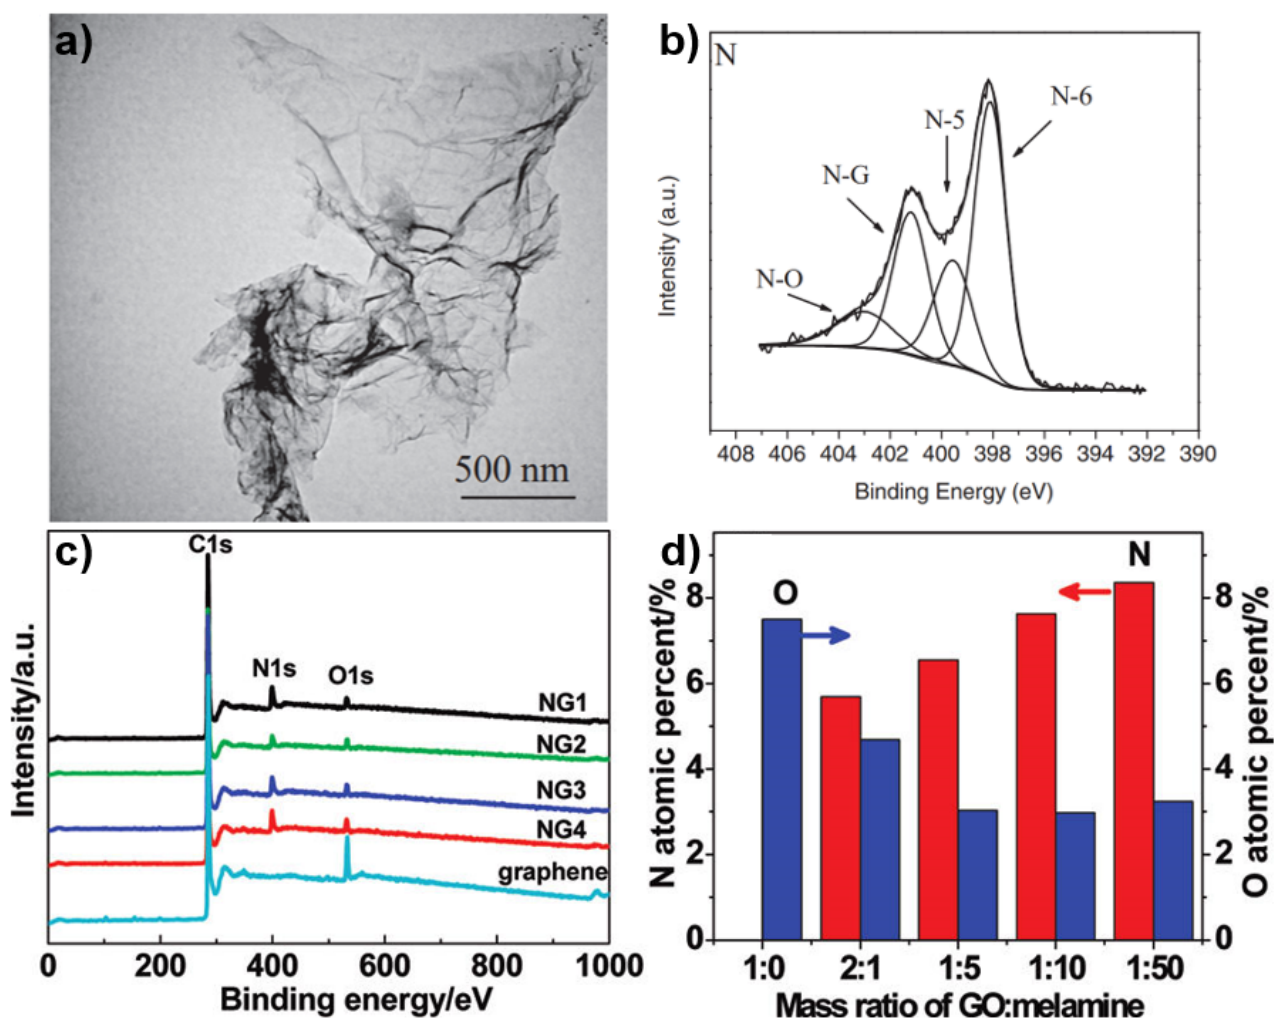 a)
500 nm
b)
N
N-6
N-5
N-G
N-O
Intensity (a.u.)
408 406 404 402 400 398 396 394 392 390
Binding Energy (eV)
c)
C1s
N1s
O1s
NG1
NG2
NG3
NG4
graphene
Intensity/a.u.
0 200 400 600 800 1000
Binding energy/eV
d)
N
O
8 8
6 6
4 4
2 2
0 0
N atomic percent/%
O atomic percent/%
1:0 2:1 1:5 1:10 1:50
Mass ratio of GO:melamine